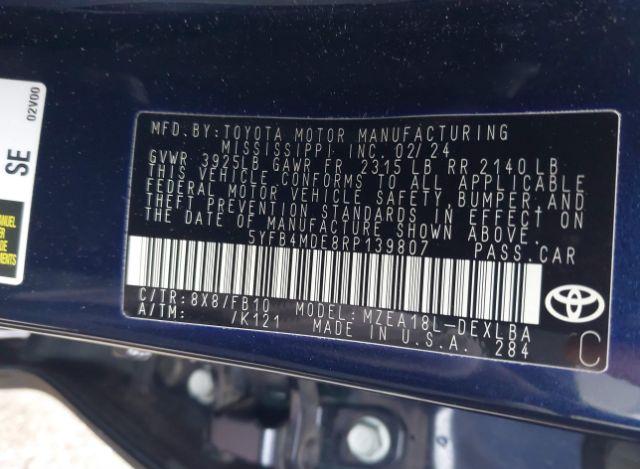 MFD. BY: TOYOTA MOTOR MANUFACTURING
MISSISSIPPI INC. 02/24
GVWR 3925LB GAWR FR 2315 LB RR 2140 LB
THIS VEHICLE CONFORMS TO ALL APPLICABLE
FEDERAL MOTOR VEHICLE SAFETY, BUMPER, AND
THEFT PREVENTION STANDARDS IN EFFECT ON
THE DATE OF MANUFACTURE SHOWN ABOVE.
5YFB4MDE8RP139807 PASS. CAR
C/TR: 8X8/FB10 MODEL: MZEA18L-DEXLBA
A/TM: /K121 MADE IN U.S.A. 284
C
SE
02V00